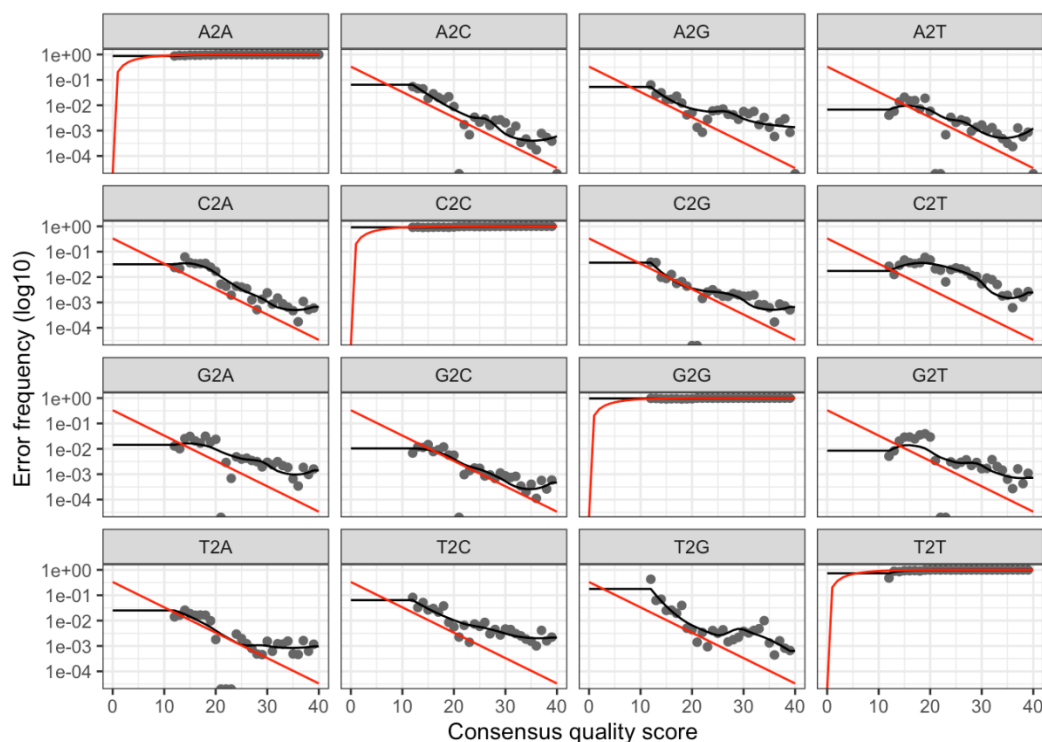 A2A A2C A2G A2T
1e+00
1e-01
1e-02
1e-03
1e-04
C2A C2C C2G C2T
1e+00
1e-01
1e-02
1e-03
1e-04
G2A G2C G2G G2T
1e+00
1e-01
1e-02
1e-03
1e-04
T2A T2C T2G T2T
1e+00
1e-01
1e-02
1e-03
1e-04
0 10 20 30 40 0 10 20 30 40 0 10 20 30 40 0 10 20 30 40
Consensus quality score
Error frequency (log10)